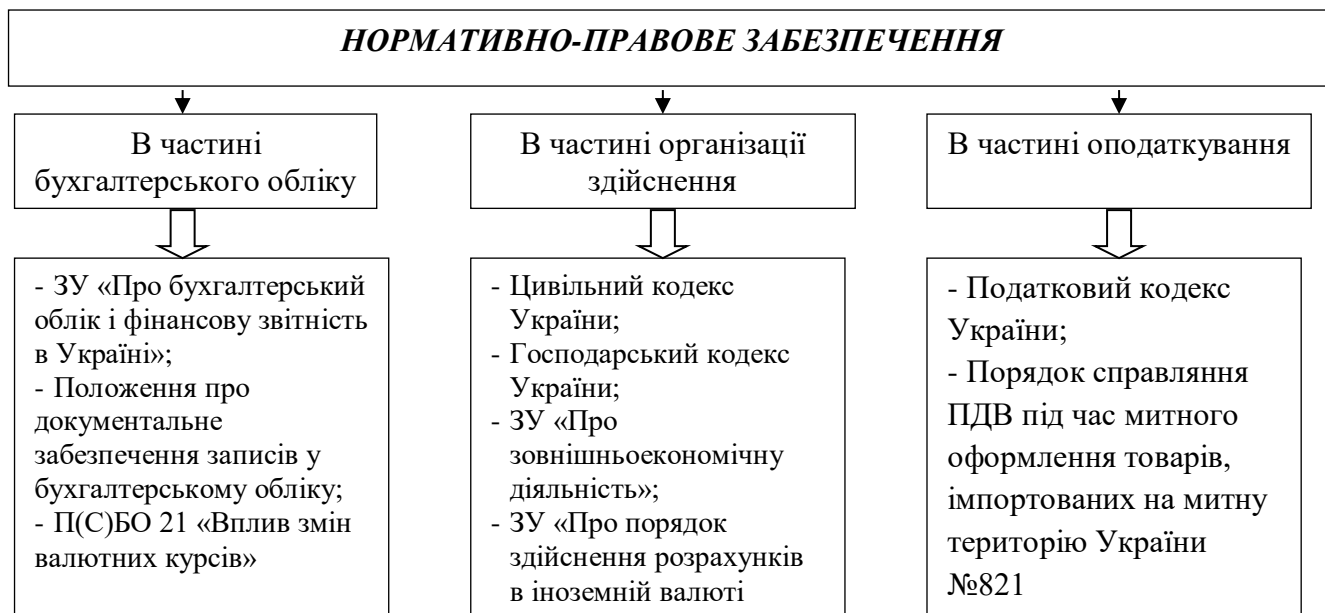 НОРМАТИВНО-ПРАВОВЕ ЗАБЕЗПЕЧЕННЯ
В частині
бухгалтерського обліку
- ЗУ «Про бухгалтерський
облік і фінансову звітність
в Україні»;
- Положення про
документальне
забезпечення записів у
бухгалтерському обліку;
- П(С)БО 21 «Вплив змін
валютних курсів»
В частині організації
здійснення
- Цивільний кодекс
України;
- Господарський кодекс
України;
- ЗУ «Про
зовнішньоекономічну
діяльність»;
- ЗУ «Про порядок
здійснення розрахунків
в іноземній валюті
В частині оподаткування
- Податковий кодекс
України;
- Порядок справляння
ПДВ під час митного
оформлення товарів,
імпортованих на митну
територію України
№821